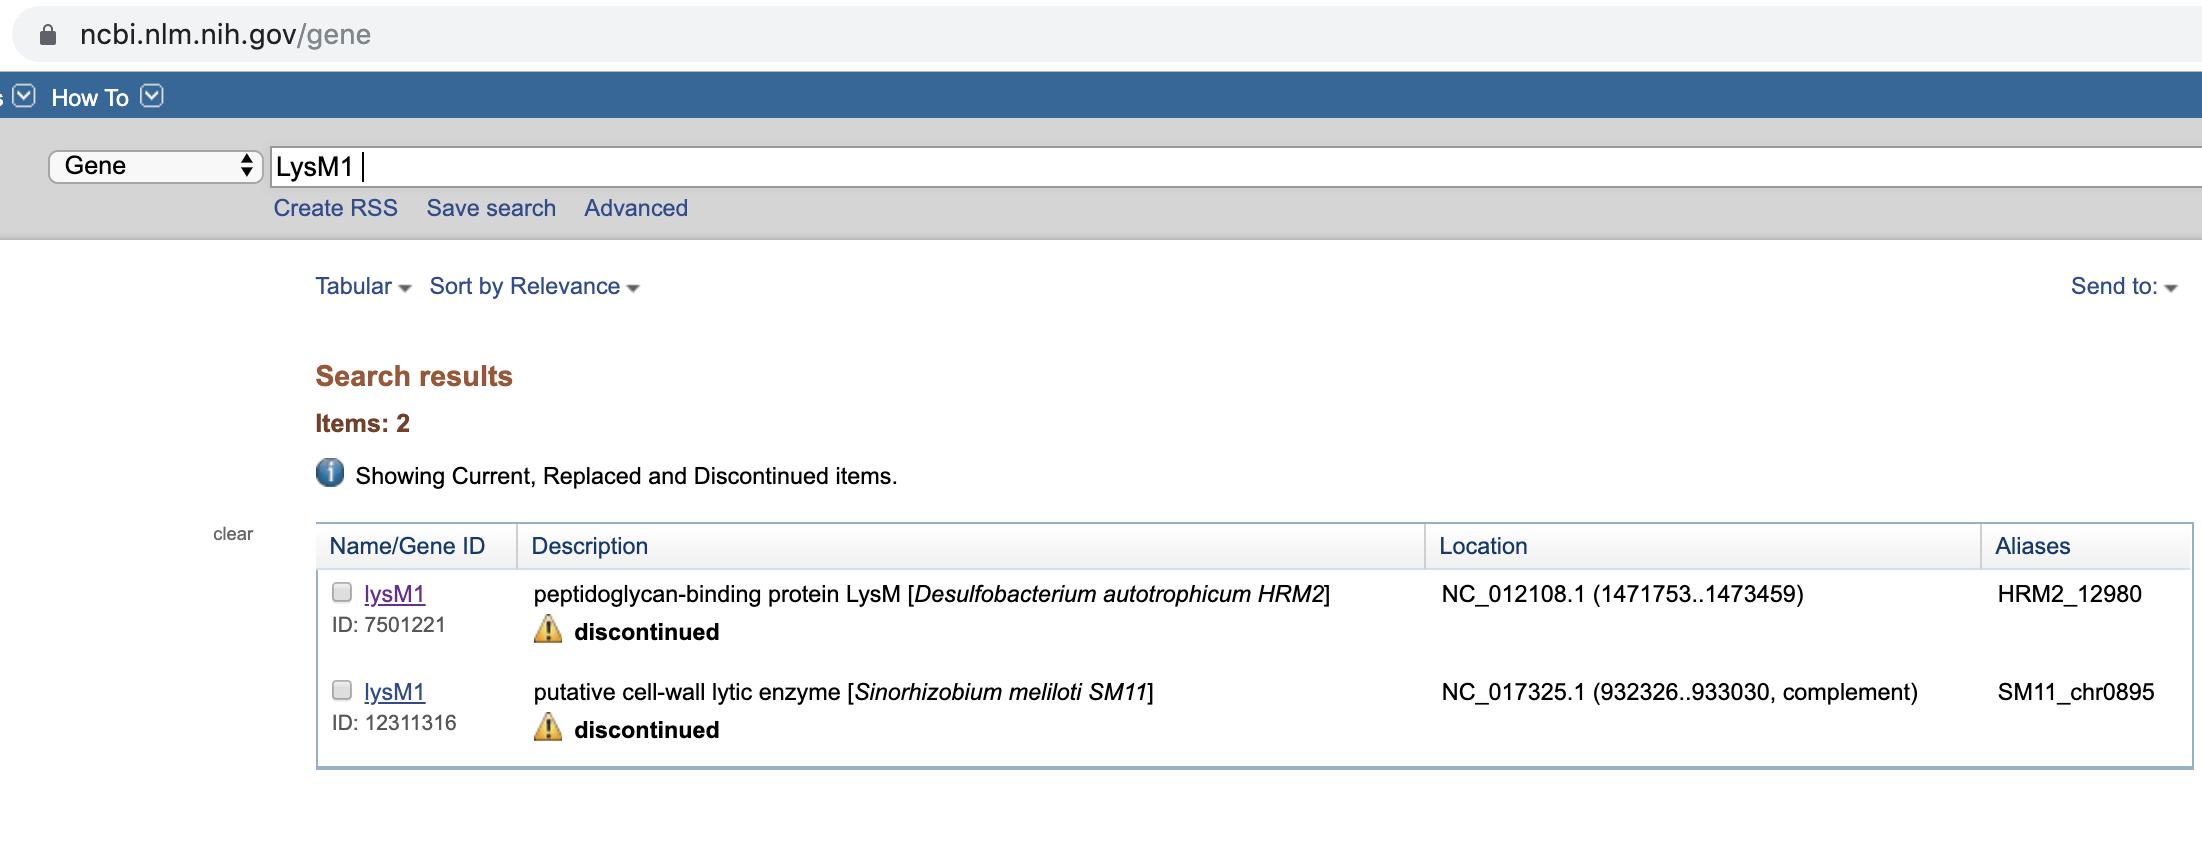 ncbi.nlm.nih.gov/gene
s How To
Gene LysM1
Create RSS Save search Advanced
Tabular Sort by Relevance Send to:
Search results
Items: 2
Showing Current, Replaced and Discontinued items.
clear
Name/Gene ID Description Location Aliases
lysM1 peptidoglycan-binding protein LysM [Desulfobacterium autotrophicum HRM2] NC_012108.1 (1471753..1473459) HRM2_12980
ID: 7501221 discontinued
lysM1 putative cell-wall lytic enzyme [Sinorhizobium meliloti SM11] NC_017325.1 (932326..933030, complement) SM11_chr0895
ID: 12311316 discontinued